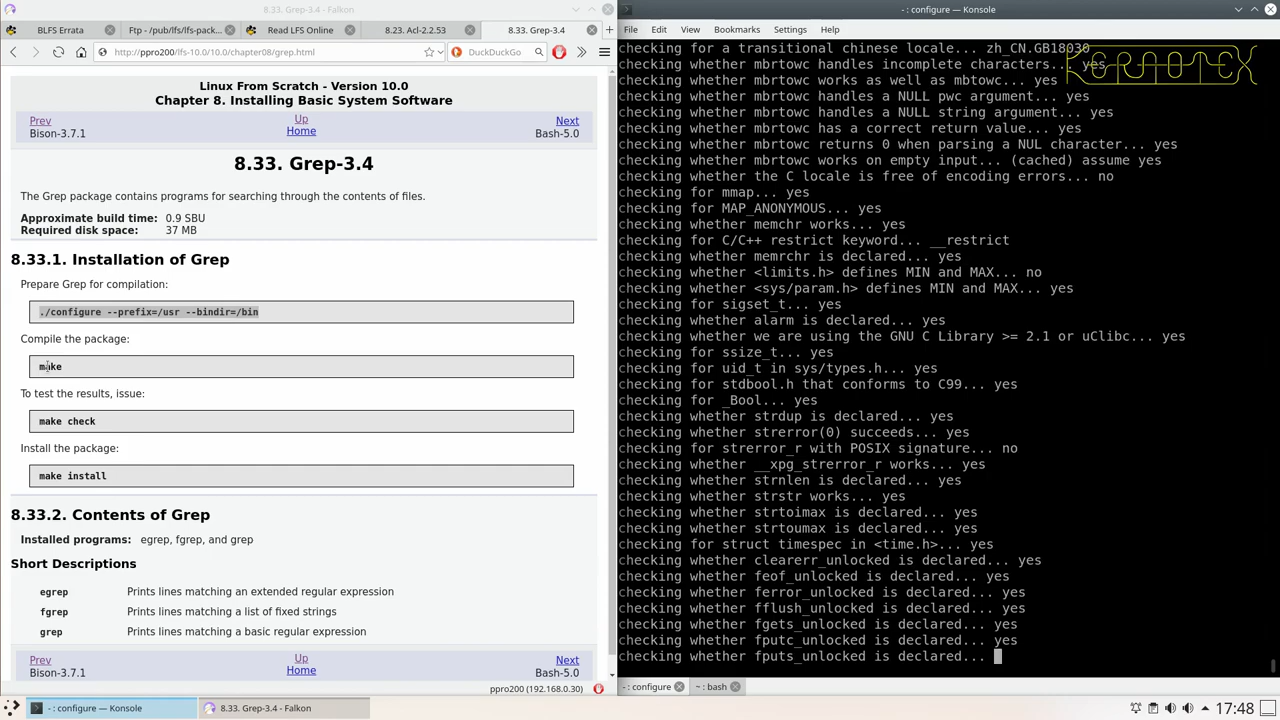 8.33. Grep-3.4 - Falkon
BLFS Errata
Ftp - /pub/lfs/lfs-pack...
Read LFS Online
8.23. Acl-2.2.53
8.33. Grep-3.4
http://ppro200/lfs-10.0/10.0/chapter08/grep.html
DuckDuckGo
Linux From Scratch - Version 10.0
Chapter 8. Installing Basic System Software
Prev
Up
Next
Bison-3.7.1
Home
Bash-5.0
8.33. Grep-3.4
The Grep package contains programs for searching through the contents of files.
Approximate build time: 0.9 SBU
Required disk space: 37 MB
8.33.1. Installation of Grep
Prepare Grep for compilation:
./configure --prefix=/usr --bindir=/bin
Compile the package:
make
To test the results, issue:
make check
Install the package:
make install
8.33.2. Contents of Grep
Installed programs: egrep, fgrep, and grep
Short Descriptions
egrep Prints lines matching an extended regular expression
fgrep Prints lines matching a list of fixed strings
grep Prints lines matching a basic regular expression
Prev
Up
Next
Bison-3.7.1
Home
Bash-5.0
ppro200 (192.168.0.30)
- : configure — Konsole
File Edit View Bookmarks Settings Help
KERNOTEX
checking for a transitional chinese locale... zh_CN.GB18030
checking whether mbrtowc handles incomplete characters... yes
checking whether mbrtowc works as well as mbtowc... yes
checking whether mbrtowc handles a NULL pwc argument... yes
checking whether mbrtowc handles a NULL string argument... yes
checking whether mbrtowc has a correct return value... yes
checking whether mbrtowc returns 0 when parsing a NUL character... yes
checking whether mbrtowc works on empty input... (cached) assume yes
checking whether the C locale is free of encoding errors... no
checking for mmap... yes
checking for MAP_ANONYMOUS... yes
checking whether memchr works... yes
checking for C/C++ restrict keyword... __restrict
checking whether memrchr is declared... yes
checking whether <limits.h> defines MIN and MAX... no
checking whether <sys/param.h> defines MIN and MAX... yes
checking for sigset_t... yes
checking whether alarm is declared... yes
checking whether we are using the GNU C Library >= 2.1 or uClibc... yes
checking for ssize_t... yes
checking for uid_t in sys/types.h... yes
checking for stdbool.h that conforms to C99... yes
checking for _Bool... yes
checking whether strdup is declared... yes
checking whether strerror(0) succeeds... yes
checking for strerror_r with POSIX signature... no
checking whether __xpg_strerror_r works... yes
checking whether strnlen is declared... yes
checking whether strstr works... yes
checking whether strtoimax is declared... yes
checking whether strtoumax is declared... yes
checking for struct timespec in <time.h>... yes
checking whether clearerr_unlocked is declared... yes
checking whether feof_unlocked is declared... yes
checking whether ferror_unlocked is declared... yes
checking whether fflush_unlocked is declared... yes
checking whether fgets_unlocked is declared... yes
checking whether fputc_unlocked is declared... yes
checking whether fputs_unlocked is declared...
- : configure
~ : bash
- : configure — Konsole
8.33. Grep-3.4 - Falkon
17:48